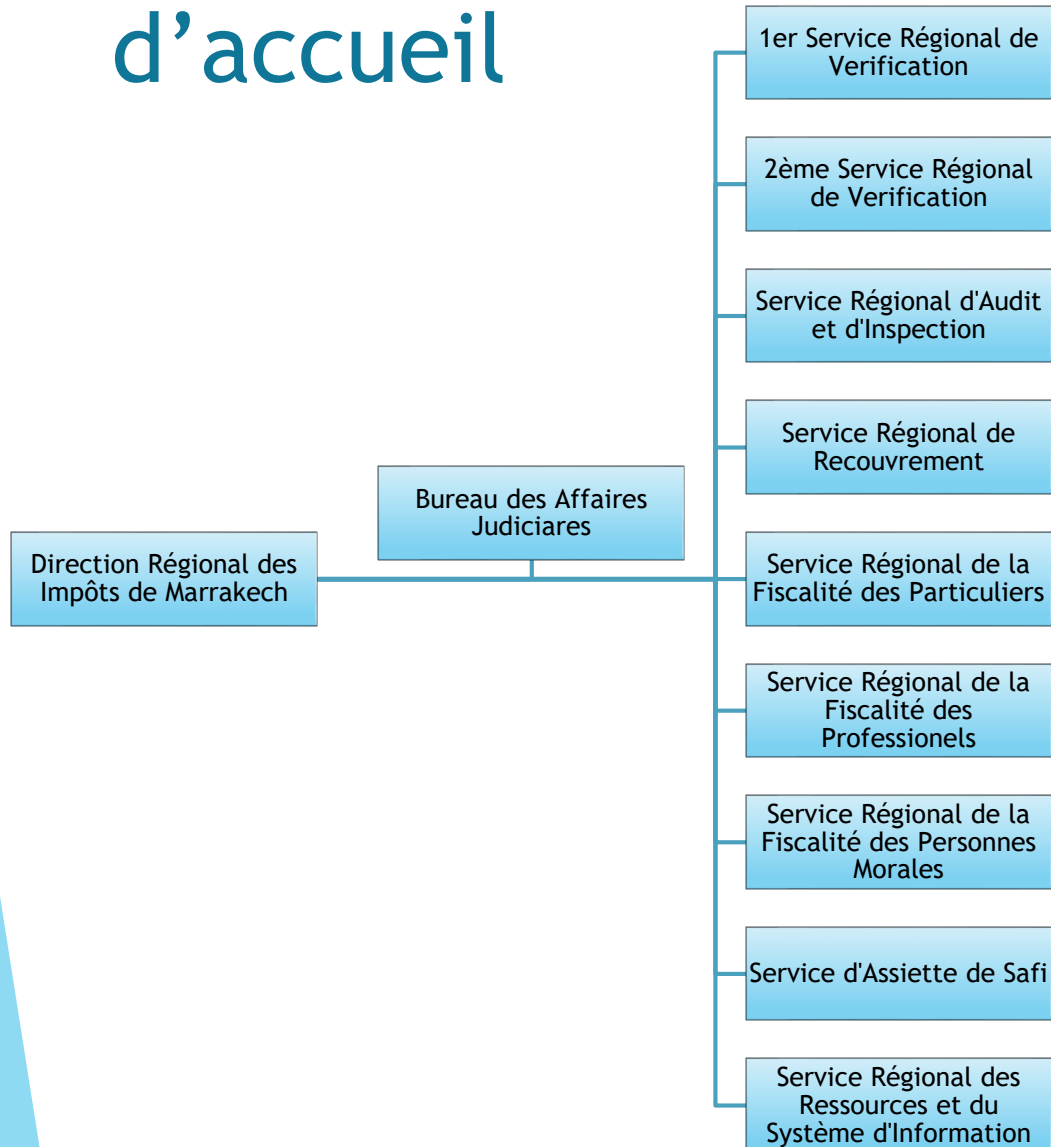 d’accueil
1er Service Régional de
Verification
2ème Service Régional
de Verification
Service Régional d'Audit
et d'Inspection
Service Régional de
Recouvrement
Bureau des Affaires
Judiciares
Direction Régional des
Impôts de Marrakech
Service Régional de la
Fiscalité des Particuliers
Service Régional de la
Fiscalité des
Professionels
Service Régional de la
Fiscalité des Personnes
Morales
Service d'Assiette de Safi
Service Régional des
Ressources et du
Système d'Information